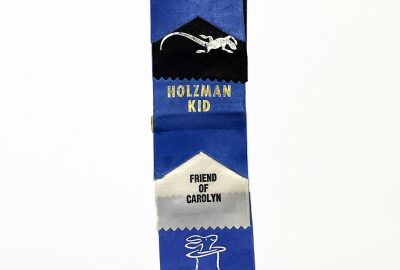 HOLZMAN
KID
FRIEND
OF
CAROLYN